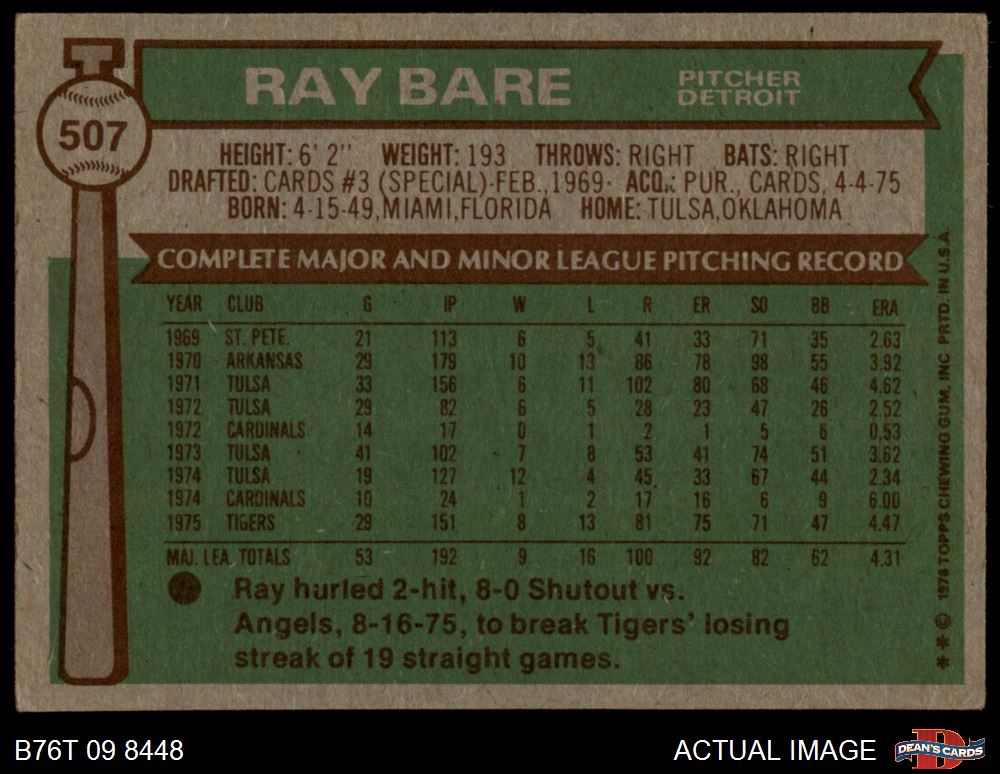 507
RAY BARE
PITCHER
DETROIT
HEIGHT: 6' 2" WEIGHT: 193 THROWS: RIGHT BATS: RIGHT
DRAFTED: CARDS #3 (SPECIAL)-FEB., 1969· ACQ.: PUR., CARDS, 4-4-75
BORN: 4-15-49, MIAMI, FLORIDA HOME: TULSA, OKLAHOMA
COMPLETE MAJOR AND MINOR LEAGUE PITCHING RECORD
YEAR CLUB G IP W L R ER SO BB ERA
1969 ST. PETE. 21 113 6 5 41 33 71 35 2.63
1970 ARKANSAS 29 179 10 13 86 78 98 55 3.92
1971 TULSA 33 156 6 11 102 80 68 46 4.62
1972 TULSA 29 82 6 5 28 23 47 26 2.52
1972 CARDINALS 14 17 0 1 2 1 5 6 0.53
1973 TULSA 41 102 7 8 53 41 74 51 3.62
1974 TULSA 19 127 12 4 45 33 67 44 2.34
1974 CARDINALS 10 24 1 2 17 16 6 9 6.00
1975 TIGERS 29 151 8 13 81 75 71 47 4.47
MAJ. LEA. TOTALS 53 192 9 16 100 92 82 62 4.31
Ray hurled 2-hit, 8-0 Shutout vs.
Angels, 8-16-75, to break Tigers' losing
streak of 19 straight games.
** © 1976 TOPPS CHEWING GUM, INC. PRTD. IN U.S.A.
B76T 09 8448
ACTUAL IMAGE
D
DEAN'S CARDS